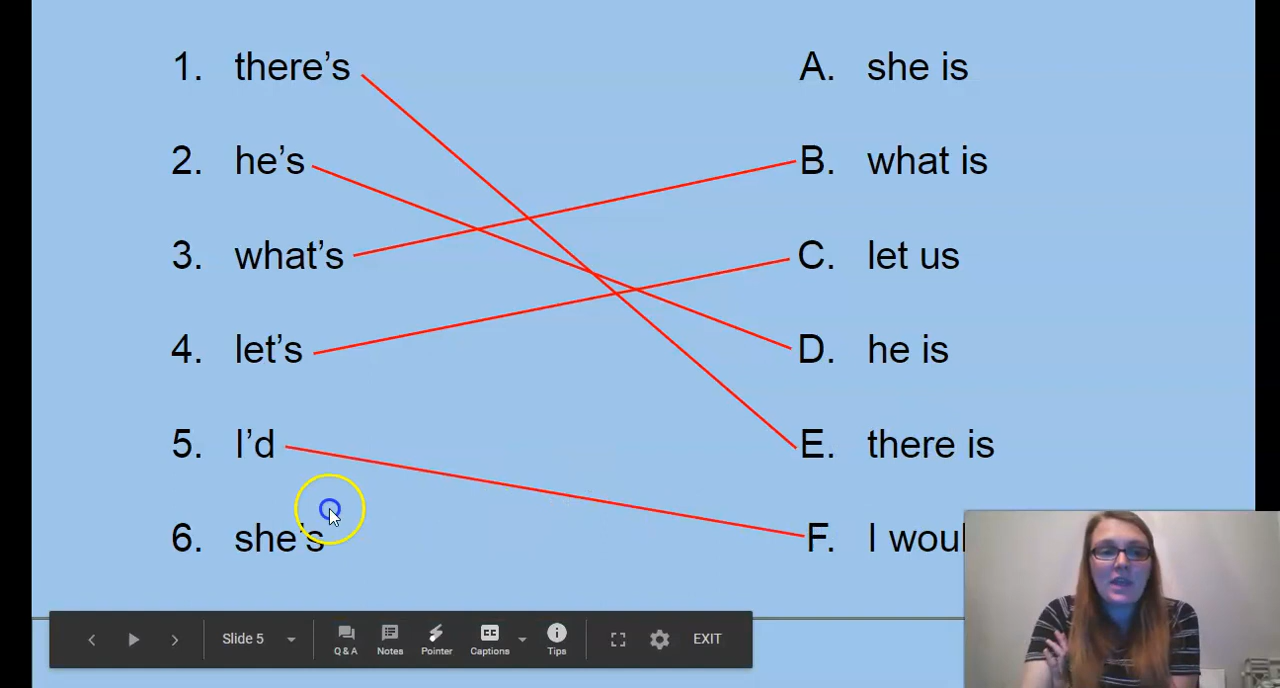 1. there’s
2. he’s
3. what’s
4. let’s
5. I’d
6. she’s
A. she is
B. what is
C. let us
D. he is
E. there is
F. I
Slide 5
Q & A
Notes
Pointer
CC
Captions
Tips
EXIT